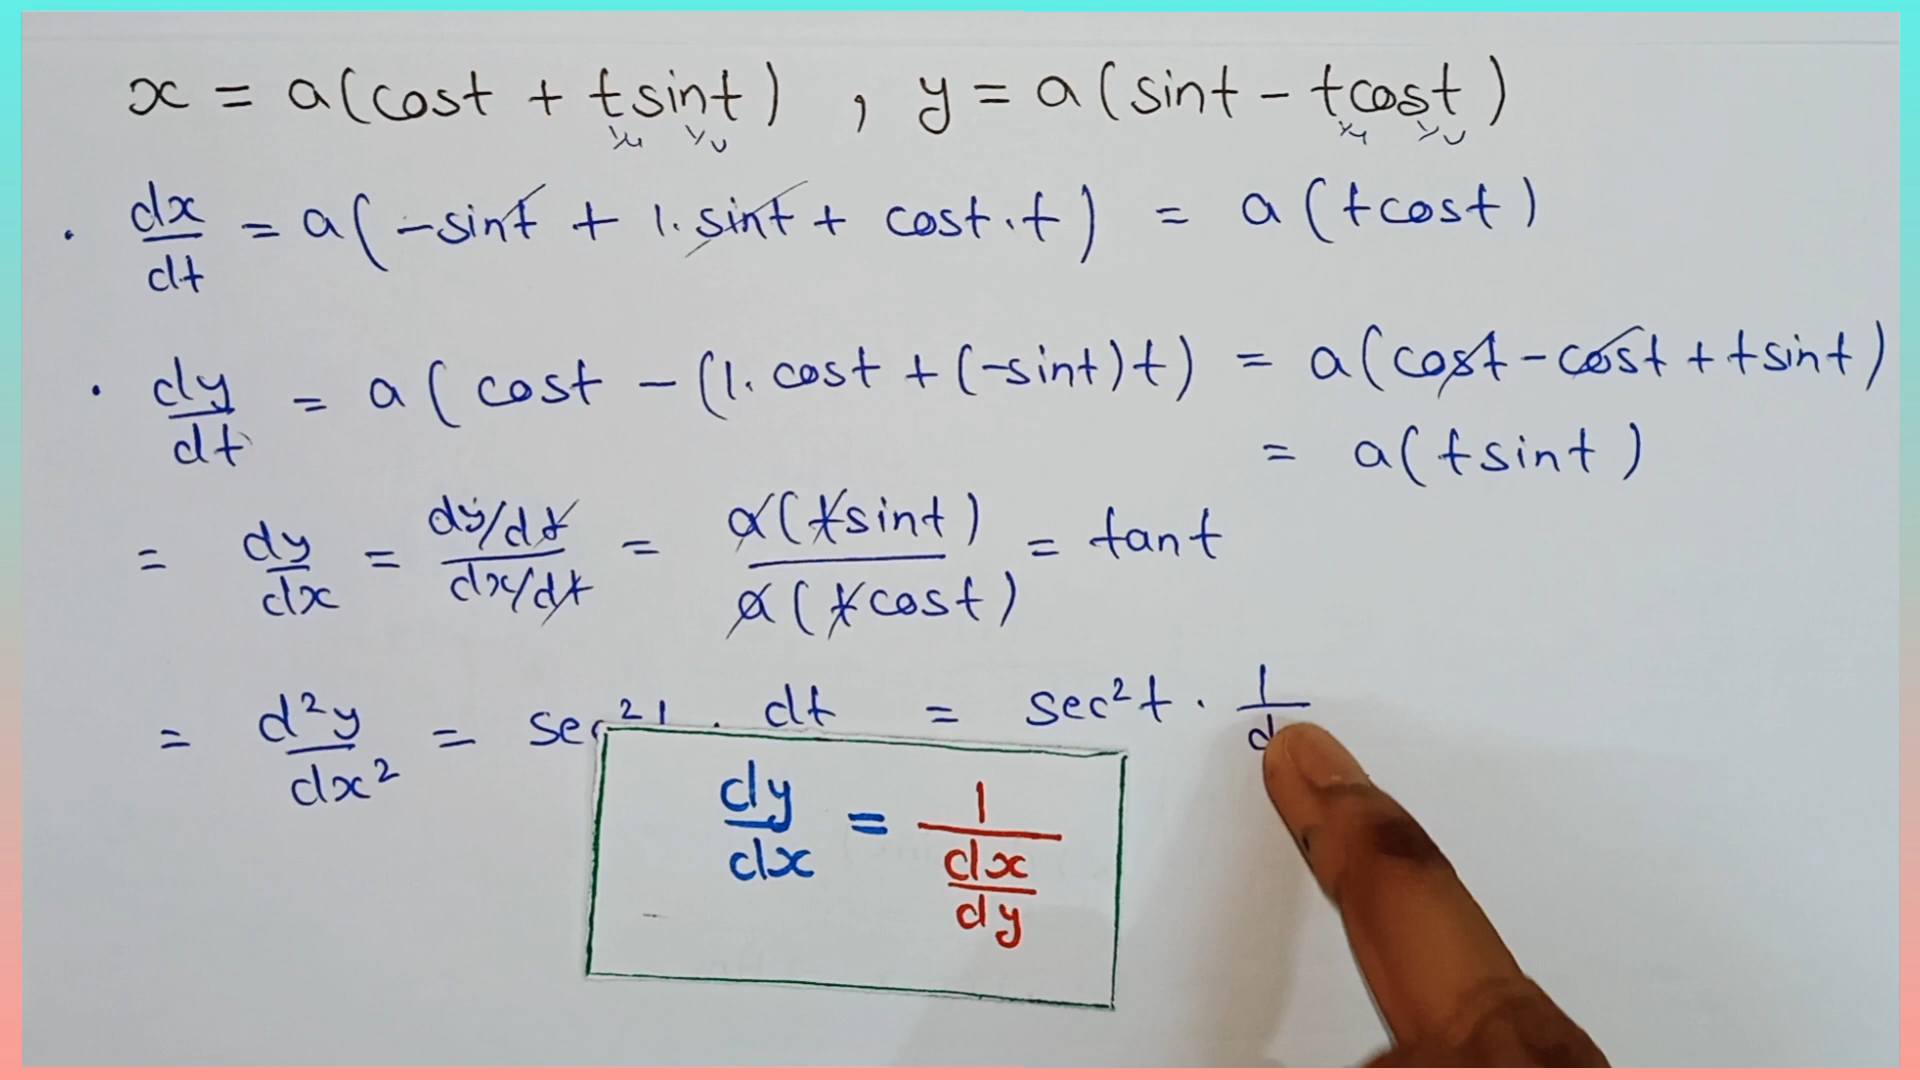 x = a(cost + tsint) , y = a(sint - tcost)
. dx/dt = a(-sint + 1.sint + cost.t) = a(tcost)
. dy/dt = a(cost - (1.cost + (-sint)t) = a(cost - cost + tsint)
= a(tsint)
= dy/dx = dy/dt / dx/dt = a(tsint) / a(tcost) = tant
= d²y/dx² = sec² . dt = sec²t . 1/d
dy/dx = 1 / dx/dy